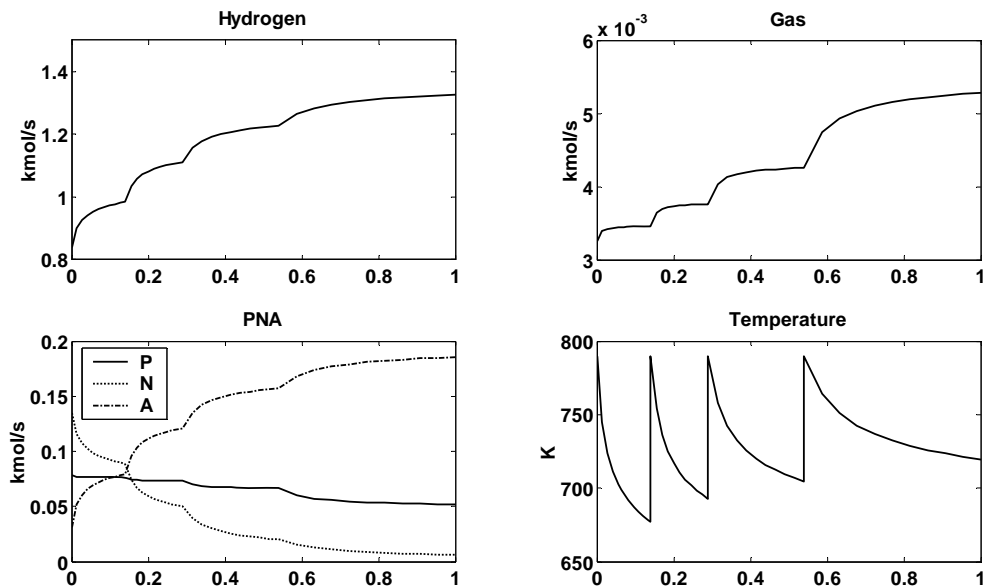 Hydrogen
1.4
1.2
1
0.8
kmol/s
0 0.2 0.4 0.6 0.8 1
Gas
x 10-3
6
5
4
3
kmol/s
0 0.2 0.4 0.6 0.8 1
PNA
0.2
0.15
0.1
0.05
0
kmol/s
P
N
A
0 0.2 0.4 0.6 0.8 1
Temperature
800
750
700
650
K
0 0.2 0.4 0.6 0.8 1